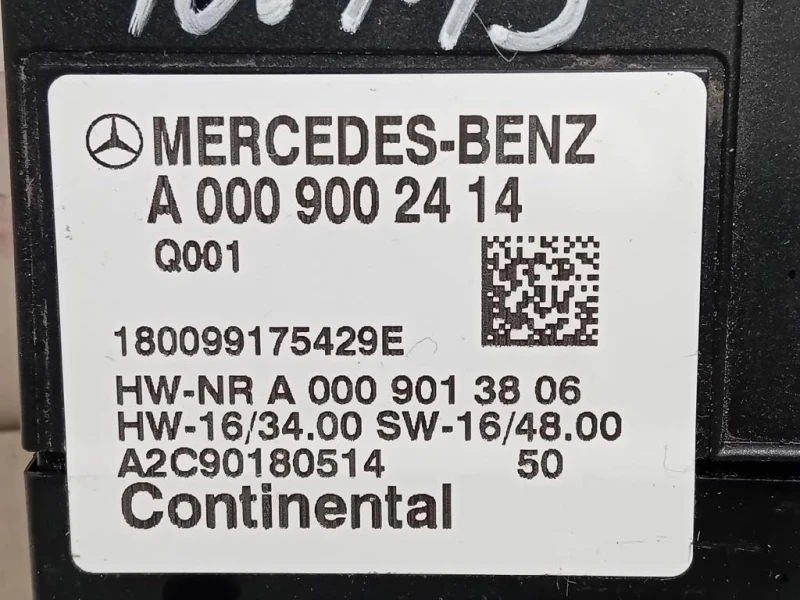 MERCEDES-BENZ
A 000 900 24 14
Q001
180099175429E
HW-NR A 000 901 38 06
HW-16/34.00 SW-16/48.00
A2C90180514 50
Continental